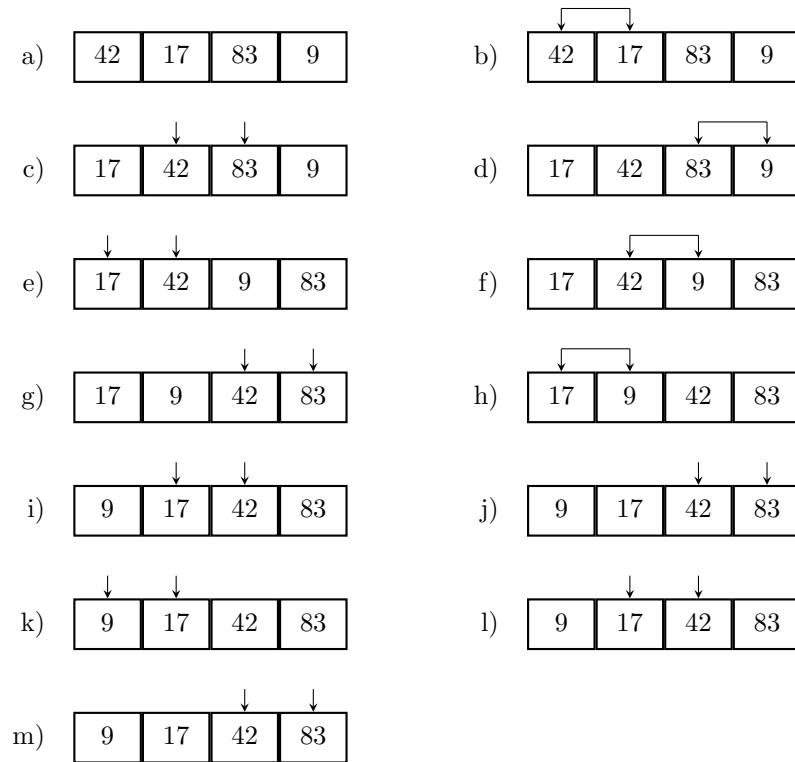 a) 42 17 83 9
b) 42 17 83 9
c) 17 42 83 9
d) 17 42 83 9
e) 17 42 9 83
f) 17 42 9 83
g) 17 9 42 83
h) 17 9 42 83
i) 9 17 42 83
j) 9 17 42 83
k) 9 17 42 83
l) 9 17 42 83
m) 9 17 42 83